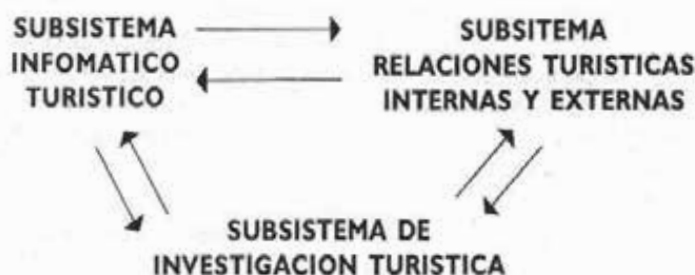 SUBSISTEMA
INFOMATICO
TURISTICO
SUBSITEMA
RELACIONES TURISTICAS
INTERNAS Y EXTERNAS
SUBSISTEMA DE
INVESTIGACION TURISTICA